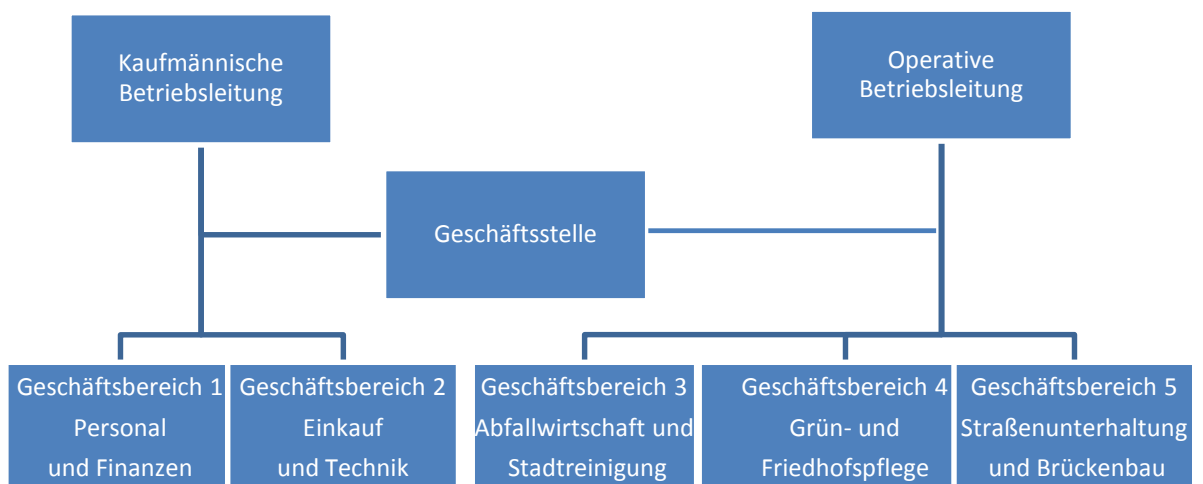 Kaufmännische
Betriebsleitung
Operative
Betriebsleitung
Geschäftsstelle
Geschäftsbereich 1
Personal
und Finanzen
Geschäftsbereich 2
Einkauf
und Technik
Geschäftsbereich 3
Abfallwirtschaft und
Stadtreinigung
Geschäftsbereich 4
Grün- und
Friedhofspflege
Geschäftsbereich 5
Straßenunterhaltung
und Brückenbau